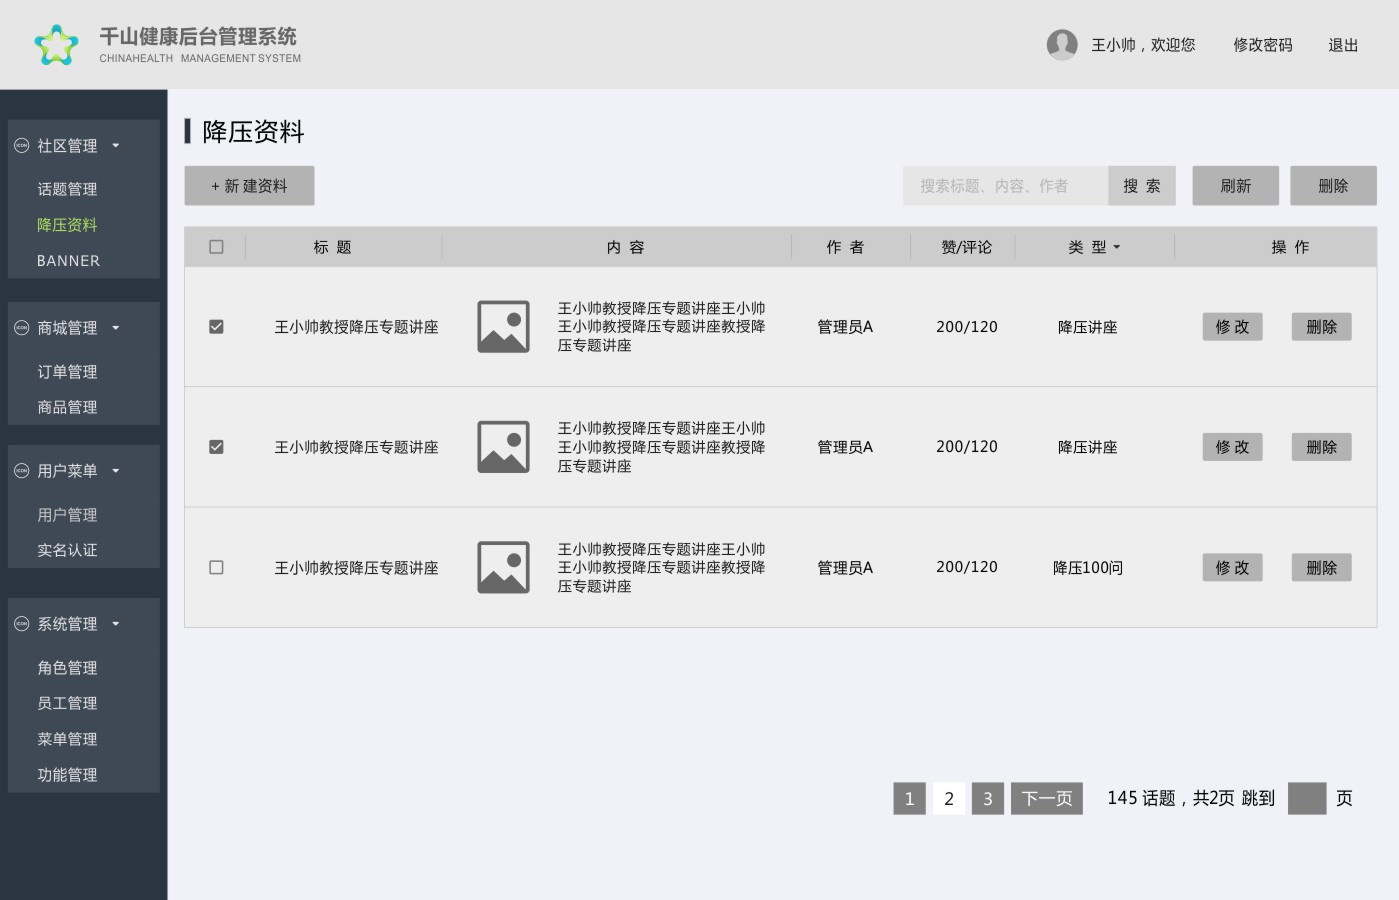 千山健康后台管理系统
CHINAHEALTH MANAGEMENT SYSTEM
王小帅，欢迎您 修改密码 退出
社区管理
话题管理
降压资料
BANNER
商城管理
订单管理
商品管理
用户菜单
用户管理
实名认证
系统管理
角色管理
员工管理
菜单管理
功能管理
降压资料
+ 新 建资料
搜索标题、内容、作者 搜 索 刷新 删除
标 题 内 容 作 者 赞/评论 类 型 操 作
王小帅教授降压专题讲座
王小帅教授降压专题讲座王小帅
王小帅教授降压专题讲座教授降
压专题讲座
管理员A 200/120 降压讲座 修 改 删除
王小帅教授降压专题讲座
王小帅教授降压专题讲座王小帅
王小帅教授降压专题讲座教授降
压专题讲座
管理员A 200/120 降压讲座 修 改 删除
王小帅教授降压专题讲座
王小帅教授降压专题讲座王小帅
王小帅教授降压专题讲座教授降
压专题讲座
管理员A 200/120 降压100问 修 改 删除
1 2 3 下一页 145 话题，共2页 跳到 页